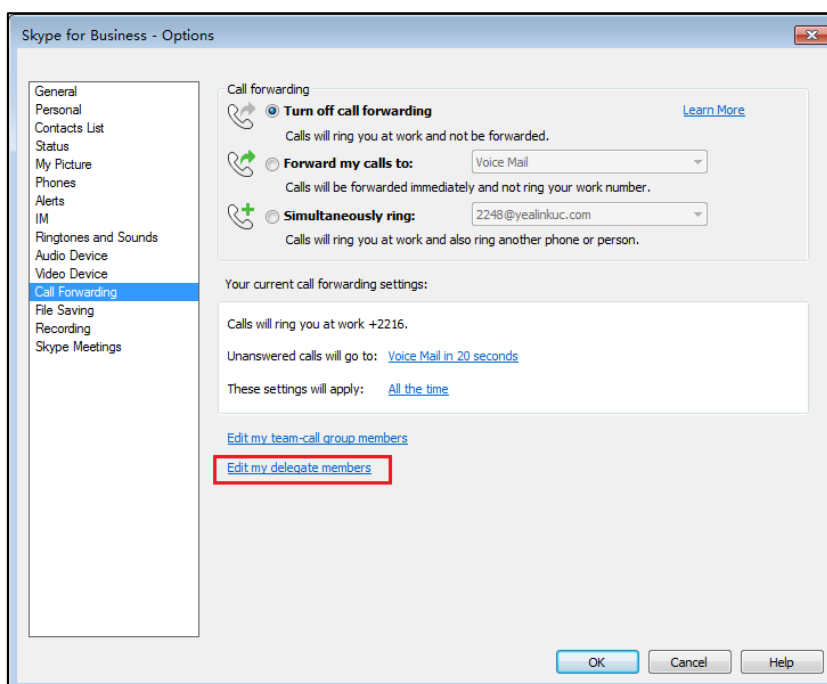 Skype for Business - Options
General
Personal
Contacts List
Status
My Picture
Phones
Alerts
IM
Ringtones and Sounds
Audio Device
Video Device
Call Forwarding
File Saving
Recording
Skype Meetings
Call forwarding
Turn off call forwarding
Learn More
Calls will ring you at work and not be forwarded.
Forward my calls to:
Voice Mail
Calls will be forwarded immediately and not ring your work number.
Simultaneously ring:
2248@yealinkuc.com
Calls will ring you at work and also ring another phone or person.
Your current call forwarding settings:
Calls will ring you at work +2216.
Unanswered calls will go to: Voice Mail in 20 seconds
These settings will apply: All the time
Edit my team-call group members
Edit my delegate members
OK
Cancel
Help